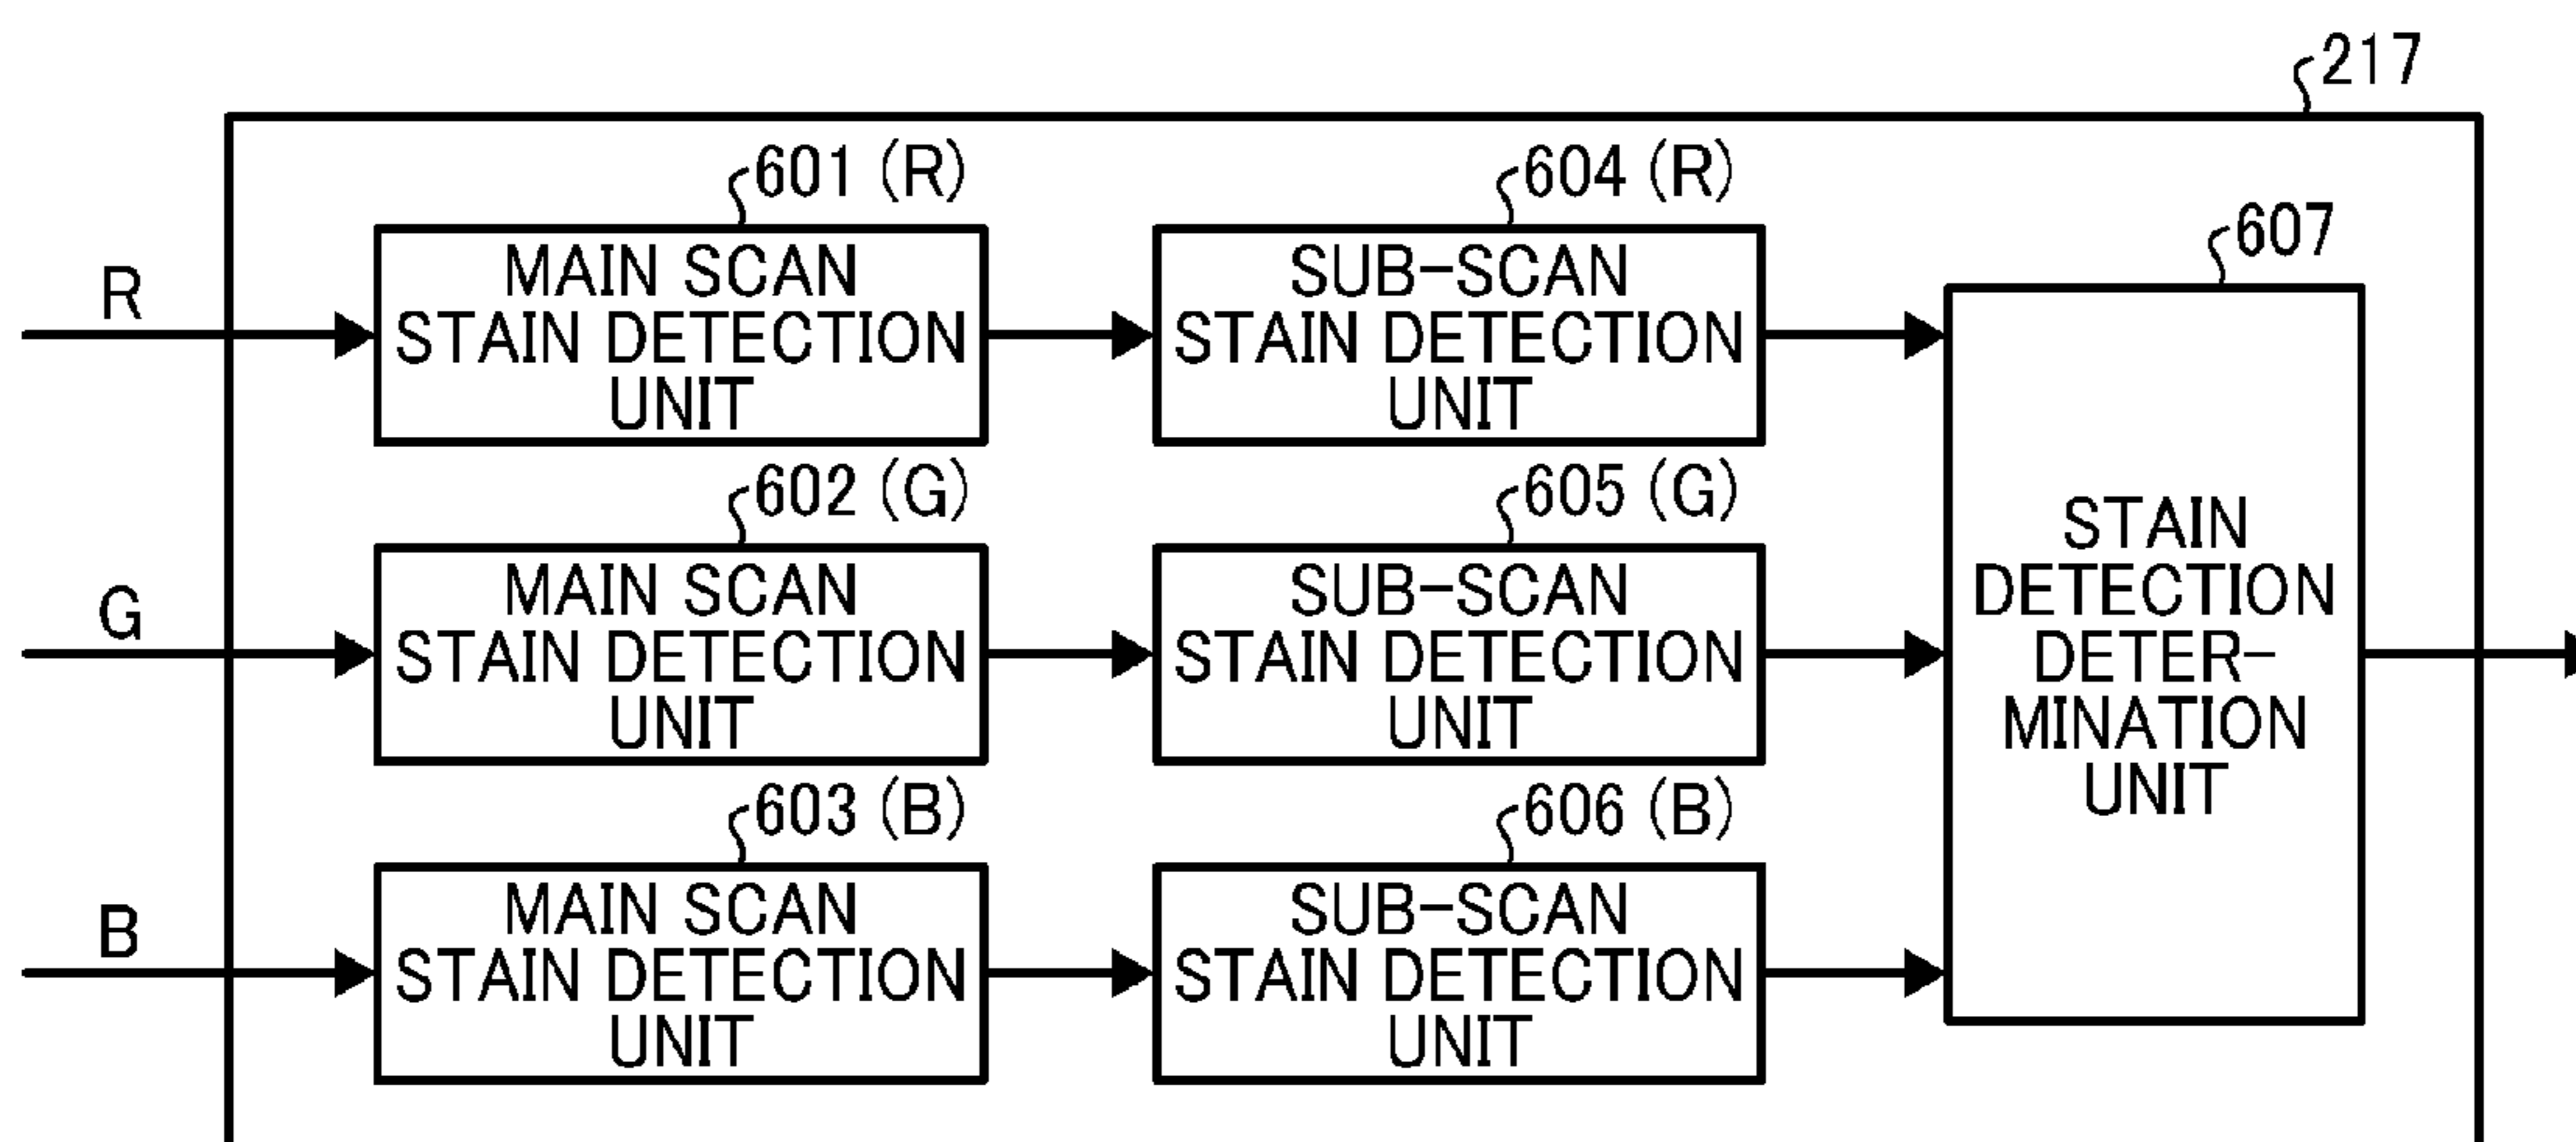 217
601 (R)
604 (R)
607
R
MAIN SCAN
STAIN DETECTION
UNIT
SUB-SCAN
STAIN DETECTION
UNIT
602 (G)
605 (G)
G
MAIN SCAN
STAIN DETECTION
UNIT
SUB-SCAN
STAIN DETECTION
UNIT
STAIN
DETECTION
DETER-
MINATION
UNIT
603 (B)
606 (B)
B
MAIN SCAN
STAIN DETECTION
UNIT
SUB-SCAN
STAIN DETECTION
UNIT